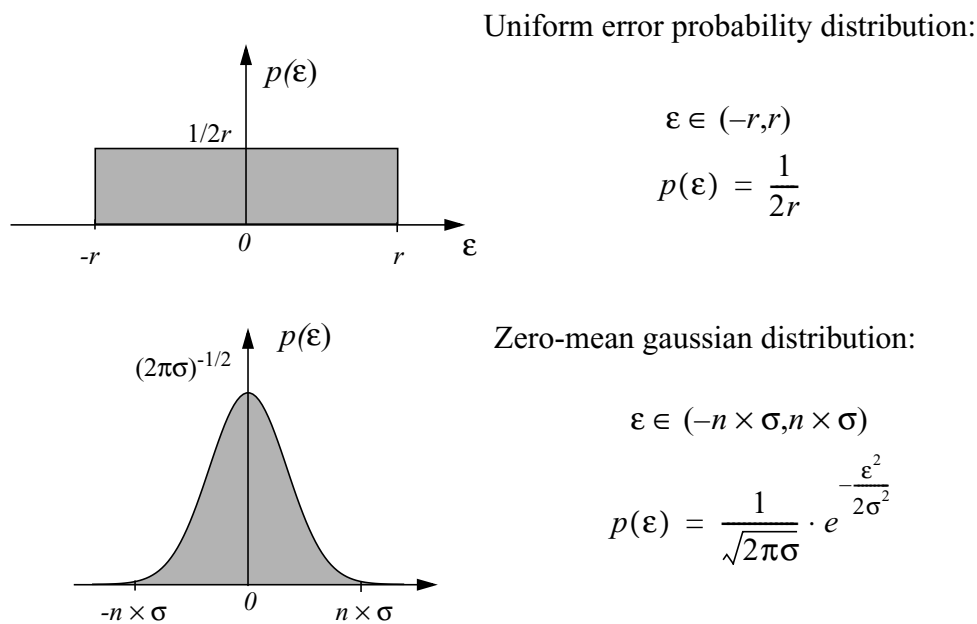 Uniform error probability distribution:
p(ε)
1/2r
ε ∈ (–r,r)
p(ε) = 1/2r
-r
0
r
ε
Zero-mean gaussian distribution:
p(ε)
(2πσ)^-1/2
ε ∈ (–n × σ,n × σ)
p(ε) = 1/√2πσ · e^-ε²/2σ²
-n × σ
0
n × σ